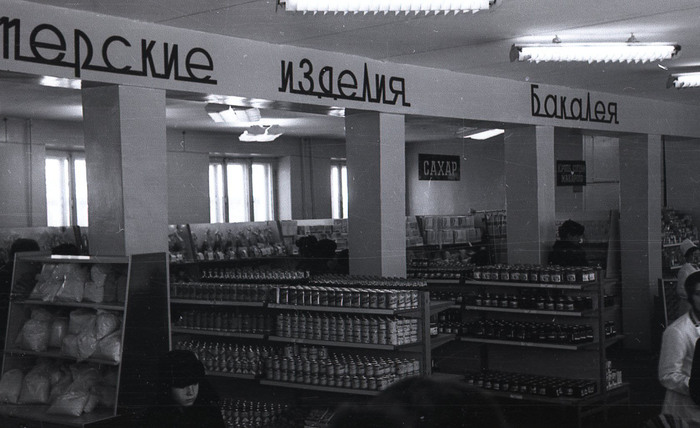 терские изделия
Бакалея
САХАР